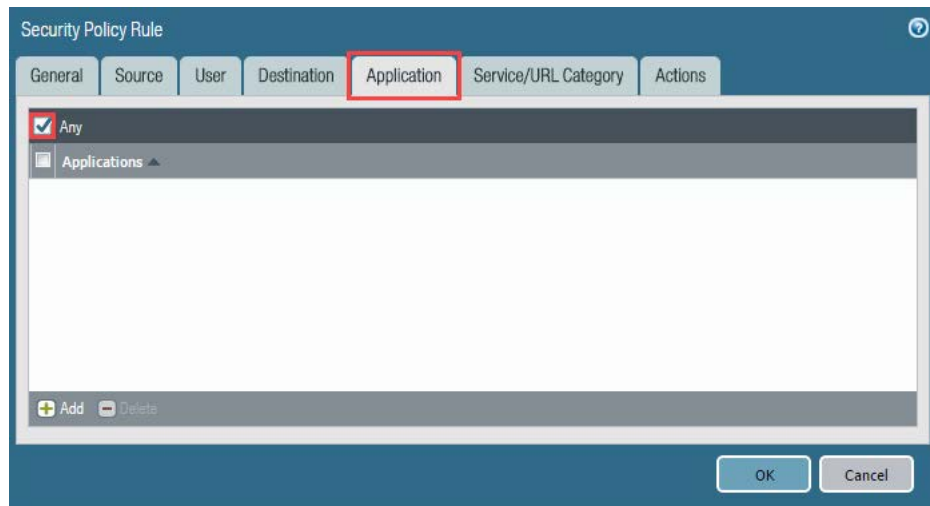 Security Policy Rule
General Source User Destination Application Service/URL Category Actions
Any
Applications
Add Delete
OK Cancel